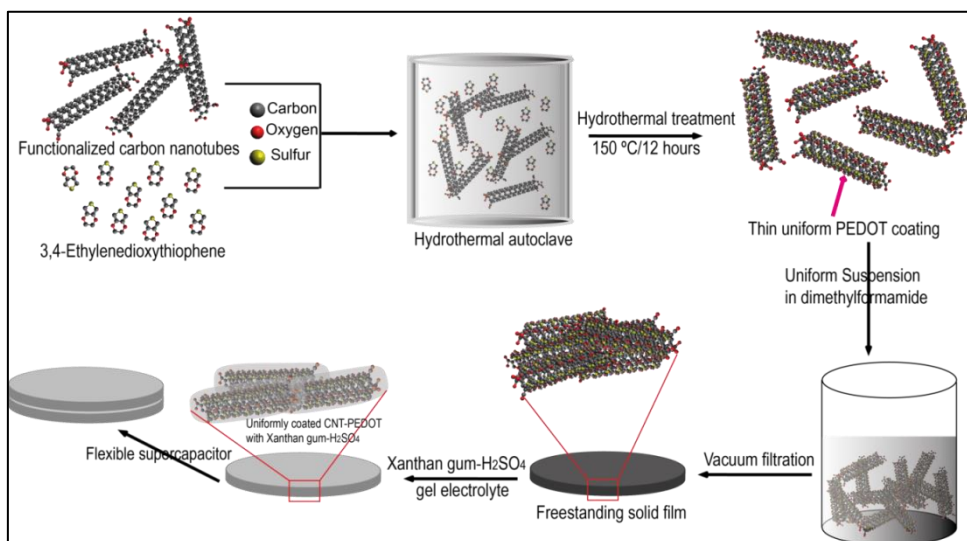 Functionalized carbon nanotubes
3,4-Ethylenedioxythiophene
Carbon
Oxygen
Sulfur
Hydrothermal autoclave
Hydrothermal treatment
150 ºC/12 hours
Thin uniform PEDOT coating
Uniform Suspension
in dimethylformamide
Vacuum filtration
Freestanding solid film
Xanthan gum-H₂SO₄
gel electrolyte
Uniformly coated CNT-PEDOT
with Xanthan gum-H₂SO₄
Flexible supercapacitor